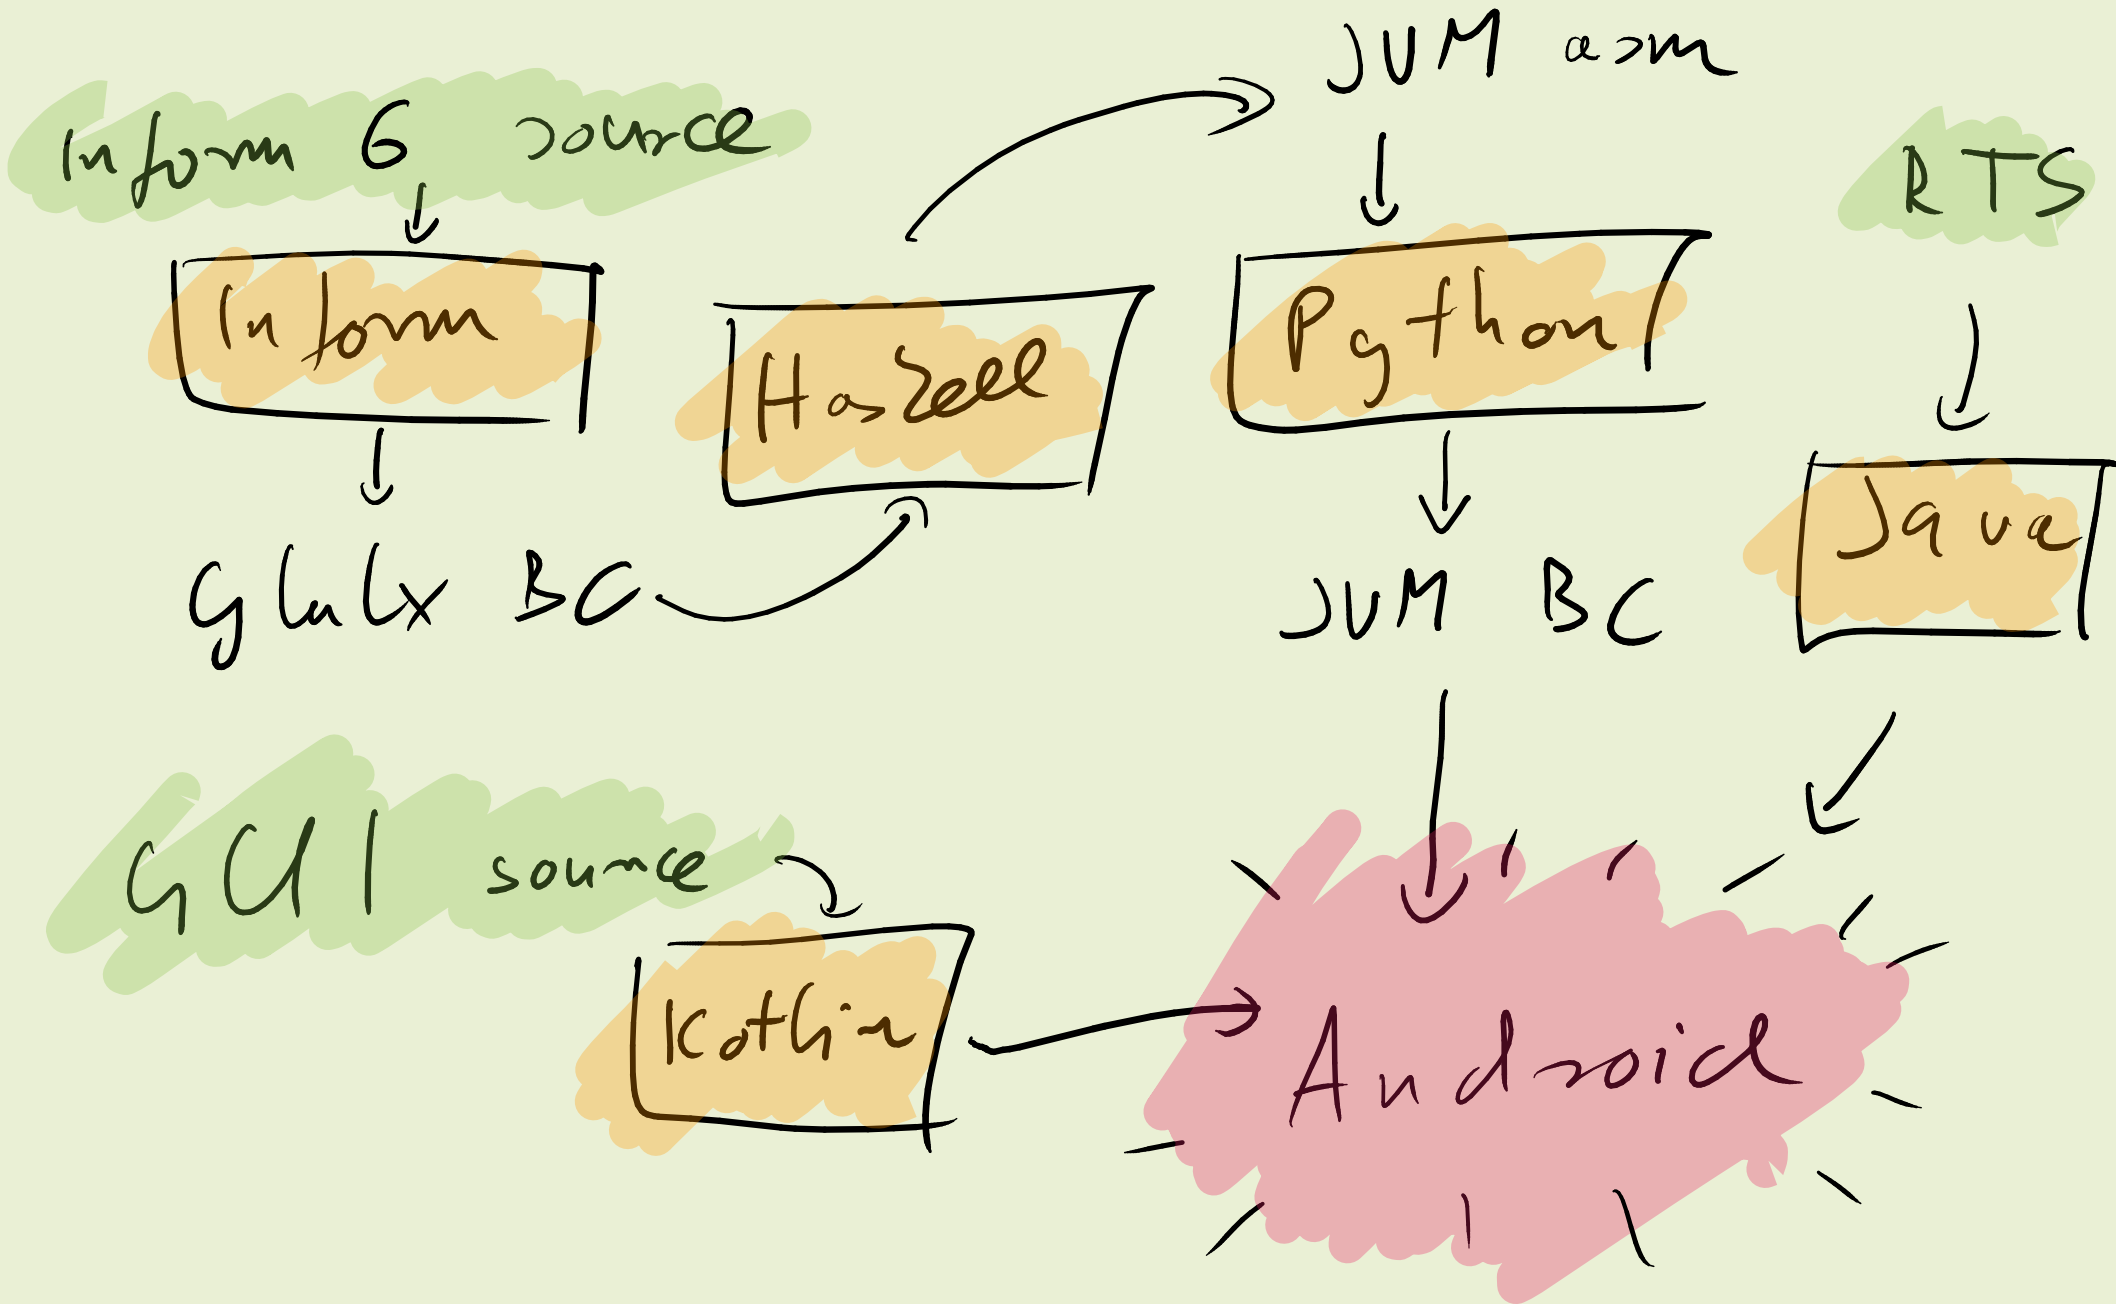 JVM asm
Inform 6 source
RTS
Inform
Haskell
Python
Java
Glulx BC
JVM BC
GUI source
Kotlin
Android